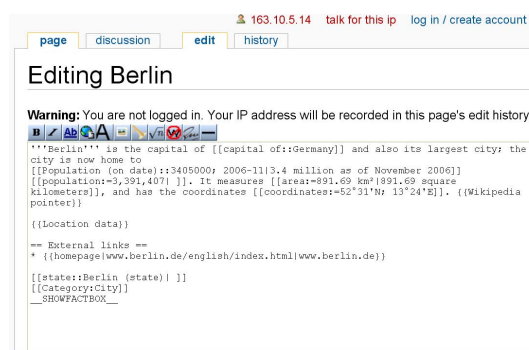 163.10.5.14 talk for this ip log in / create account
page discussion edit history
Editing Berlin
Warning: You are not logged in. Your IP address will be recorded in this page's edit history
'''Berlin''' is the capital of [[capital of::Germany]] and also its largest city; the
city is now home to
[[Population (on date)::3405000; 2006-11|3.4 million as of November 2006]]
[[population:=3,391,407| ]]. It measures [[area:=891.69 km²|891.69 square
kilometers]], and has the coordinates [[coordinates:=52°31'N; 13°24'E]]. {{Wikipedia
pointer}}
{{Location data}}
== External links ==
* {{homepage|www.berlin.de/english/index.html|www.berlin.de}}
[[state::Berlin (state)| ]]
[[Category:City]]
__SHOWFACTBOX__